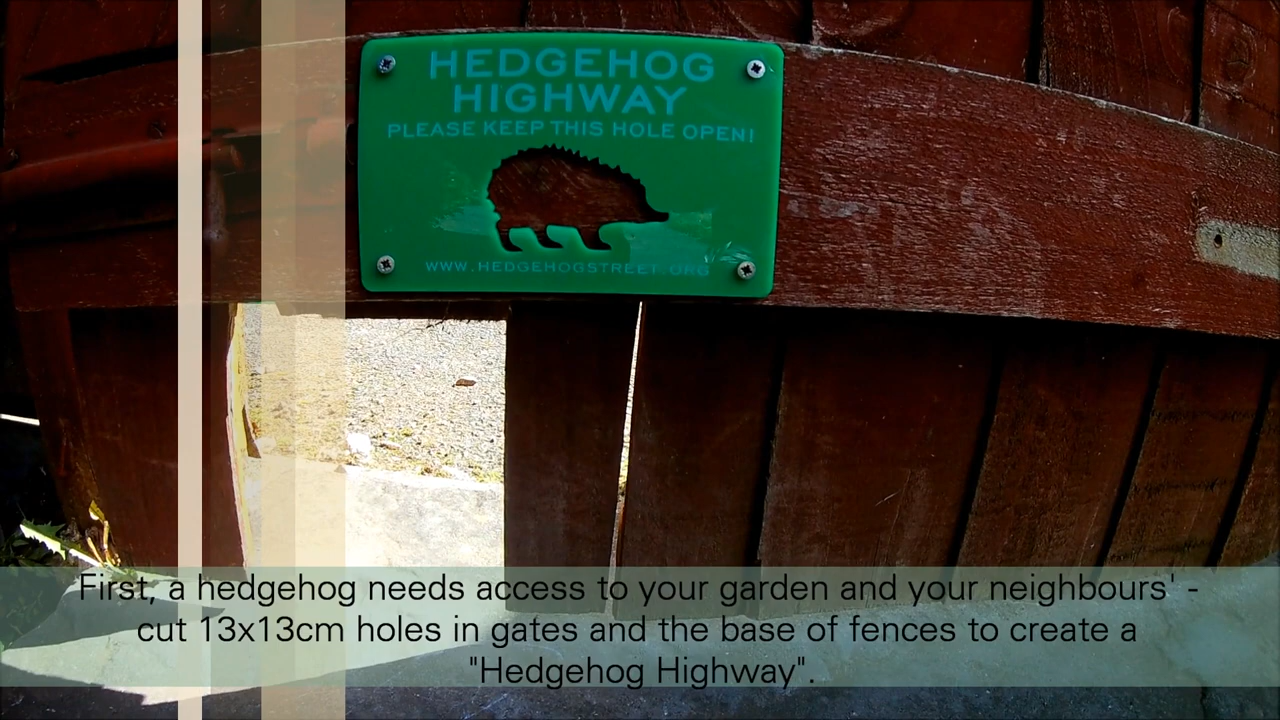 HEDGEHOG
HIGHWAY
PLEASE KEEP THIS HOLE OPEN!
WWW.HEDGEHOGSTREET.ORG
First, a hedgehog needs access to your garden and your neighbours' -
cut 13x13cm holes in gates and the base of fences to create a
"Hedgehog Highway".